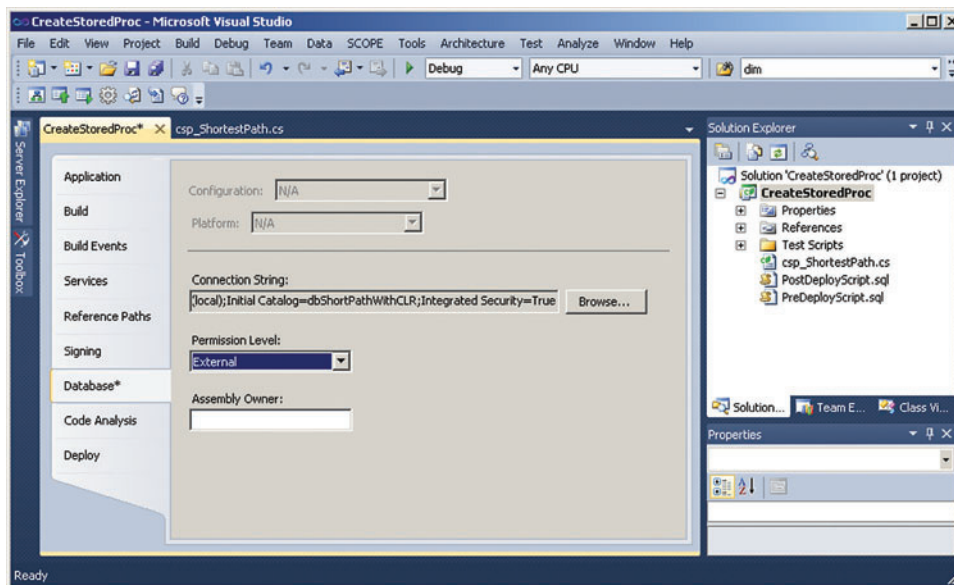 CreateStoredProc - Microsoft Visual Studio
File Edit View Project Build Debug Team Data SCOPE Tools Architecture Test Analyze Window Help
Debug Any CPU dim
CreateStoredProc* csp_ShortestPath.cs
Server Explorer
Toolbox
Application
Build
Build Events
Services
Reference Paths
Signing
Database*
Code Analysis
Deploy
Configuration: N/A
Platform: N/A
Connection String:
(local);Initial Catalog=dbShortPathWithCLR;Integrated Security=True Browse...
Permission Level:
External
Assembly Owner:
Solution Explorer
Solution 'CreateStoredProc' (1 project)
CreateStoredProc
Properties
References
Test Scripts
csp_ShortestPath.cs
PostDeployScript.sql
PreDeployScript.sql
Solution... Team E... Class Vi...
Properties
Ready